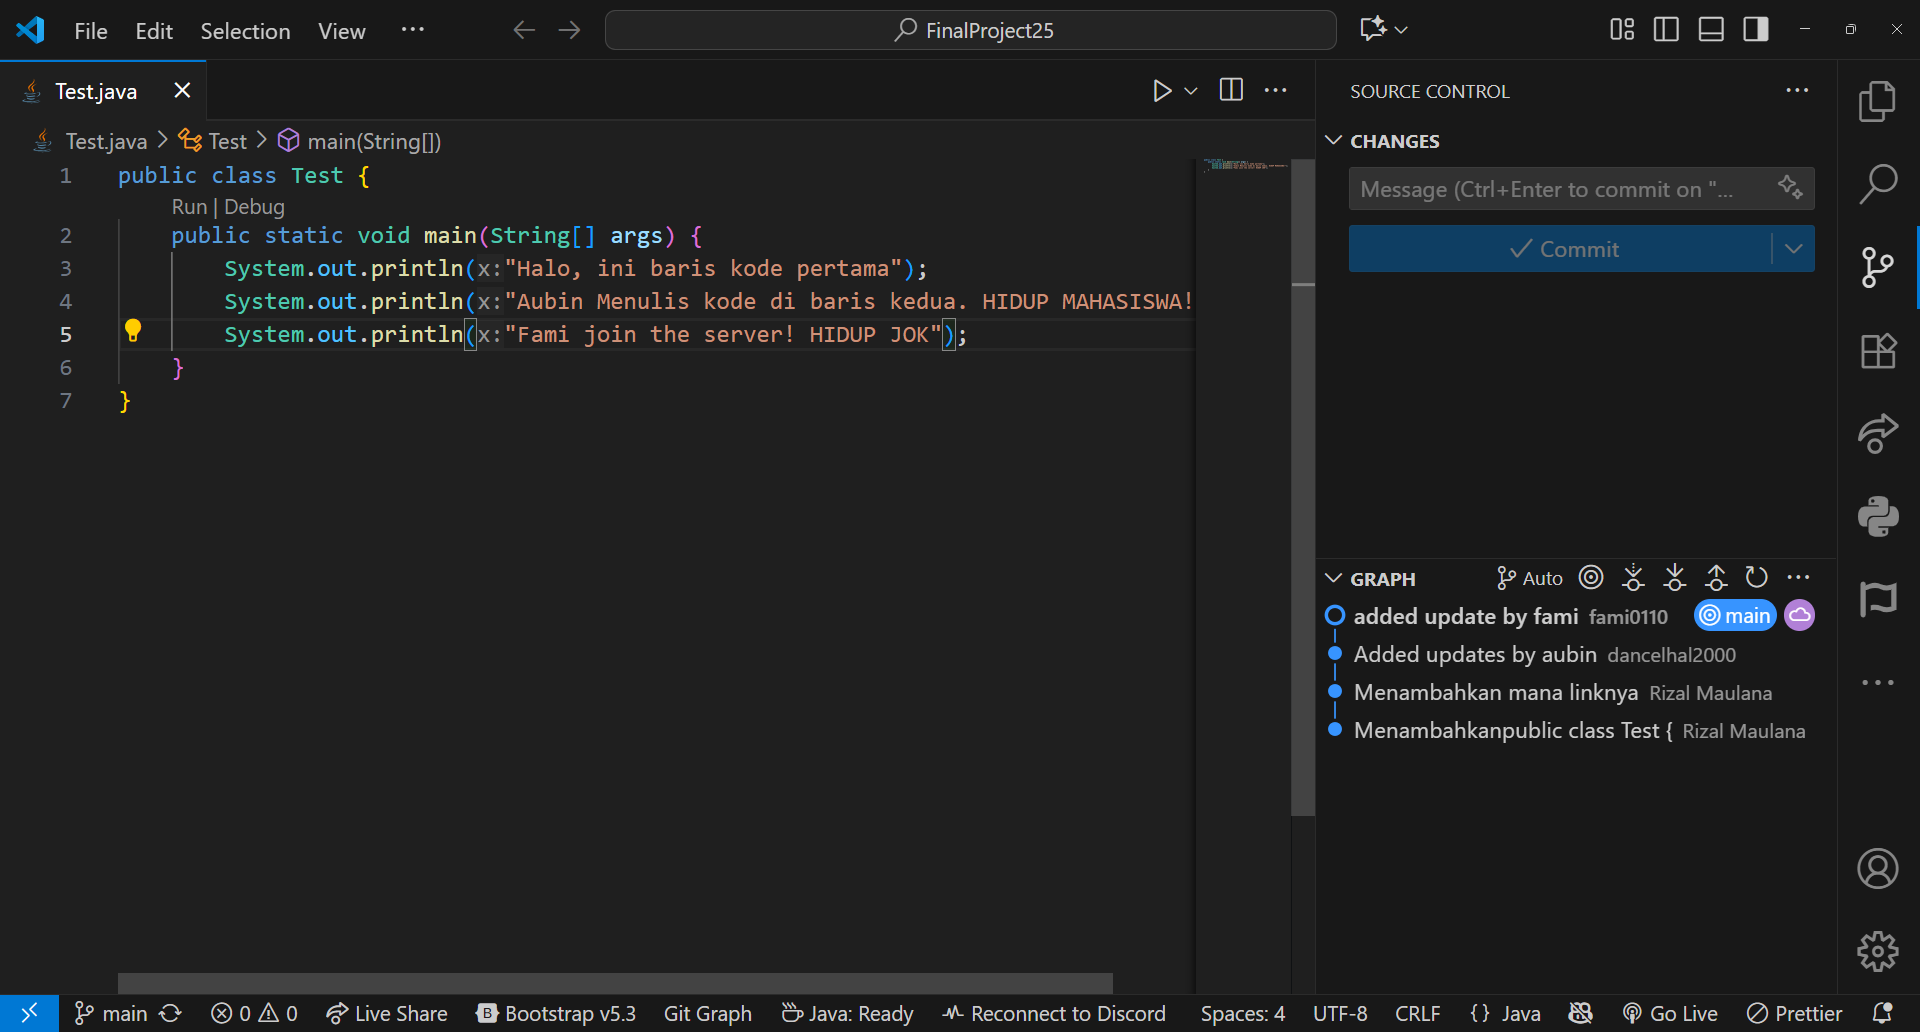 File Edit Selection View ··· FinalProject25
Test.java
Test.java > Test > main(String[])
1 public class Test {
Run | Debug
2 public static void main(String[] args) {
3 System.out.println(x:"Halo, ini baris kode pertama");
4 System.out.println(x:"Aubin Menulis kode di baris kedua. HIDUP MAHASISWA!
5 System.out.println(x:"Fami join the server! HIDUP JOK");
6 }
7 }
SOURCE CONTROL
CHANGES
Message (Ctrl+Enter to commit on "...
Commit
GRAPH Auto
added update by fami fami0110 main
Added updates by aubin dancelhal2000
Menambahkan mana linknya Rizal Maulana
Menambahkanpublic class Test { Rizal Maulana
main 0 0 Live Share B Bootstrap v5.3 Git Graph Java: Ready Reconnect to Discord Spaces: 4 UTF-8 CRLF {} Java Go Live Prettier